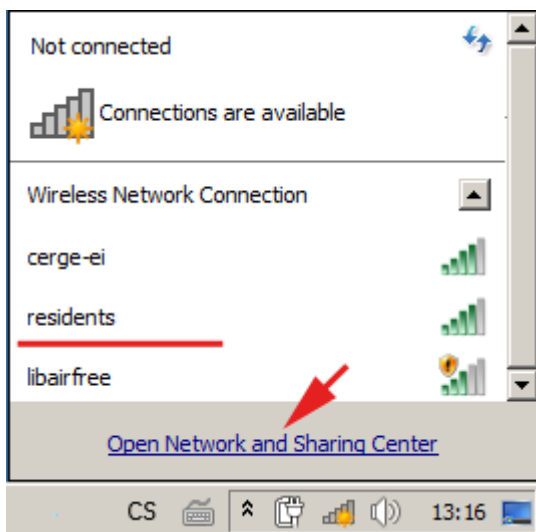 Not connected
Connections are available
Wireless Network Connection
cerge-ei
residents
libairfree
Open Network and Sharing Center
CS
13:16